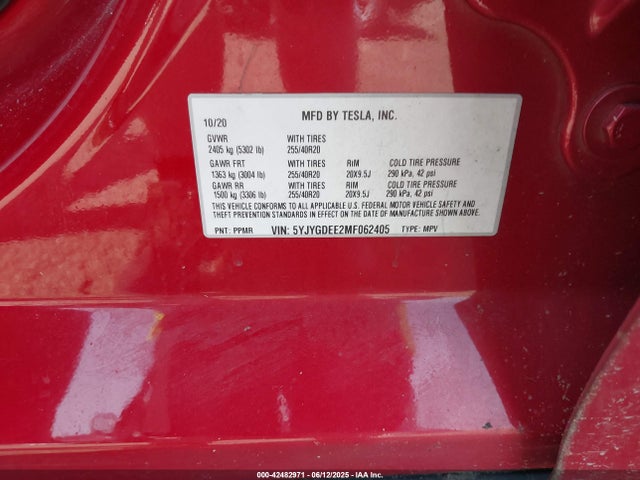 10/20 MFD BY TESLA, INC.
GVWR WITH TIRES
2405 kg (5302 lb) 255/40R20
GAWR FRT WITH TIRES RIM COLD TIRE PRESSURE
1363 kg (3004 lb) 255/40R20 20X9.5J 290 kPa, 42 psi
GAWR RR WITH TIRES RIM COLD TIRE PRESSURE
1500 kg (3306 lb) 255/40R20 20X9.5J 290 kPa, 42 psi
THIS VEHICLE CONFORMS TO ALL APPLICABLE U.S. FEDERAL MOTOR VEHICLE SAFETY AND
THEFT PREVENTION STANDARDS IN EFFECT ON THE DATE OF MANUFACTURE SHOWN ABOVE.
PNT: PPMR VIN: 5YJYGDEE2MF062405 TYPE: MPV
000-42482971 | 06/12/2025 | IAA Inc.